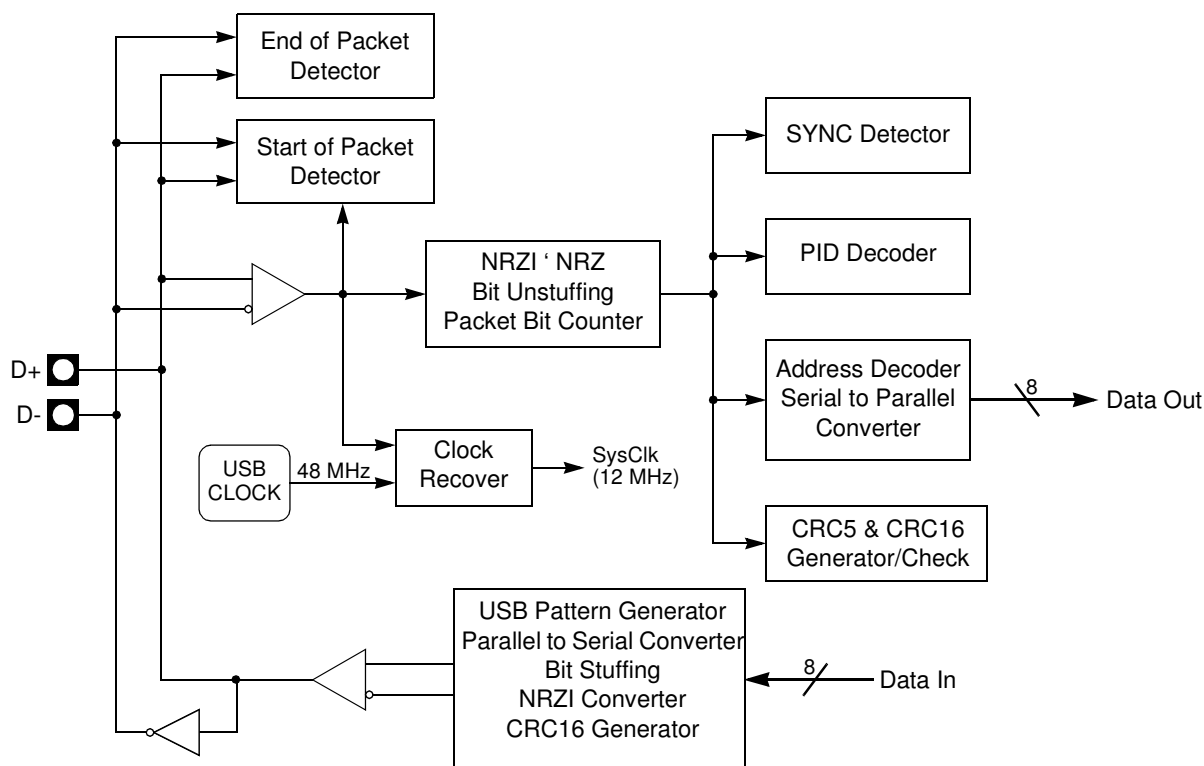 End of Packet
Detector
Start of Packet
Detector
SYNC Detector
PID Decoder
NRZI ‘ NRZ
Bit Unstuffing
Packet Bit Counter
D+
D-
Address Decoder
Serial to Parallel
Converter
8
Data Out
USB
CLOCK
48 MHz
Clock
Recover
SysClk
(12 MHz)
CRC5 & CRC16
Generator/Check
USB Pattern Generator
Parallel to Serial Converter
Bit Stuffing
NRZI Converter
CRC16 Generator
8
Data In